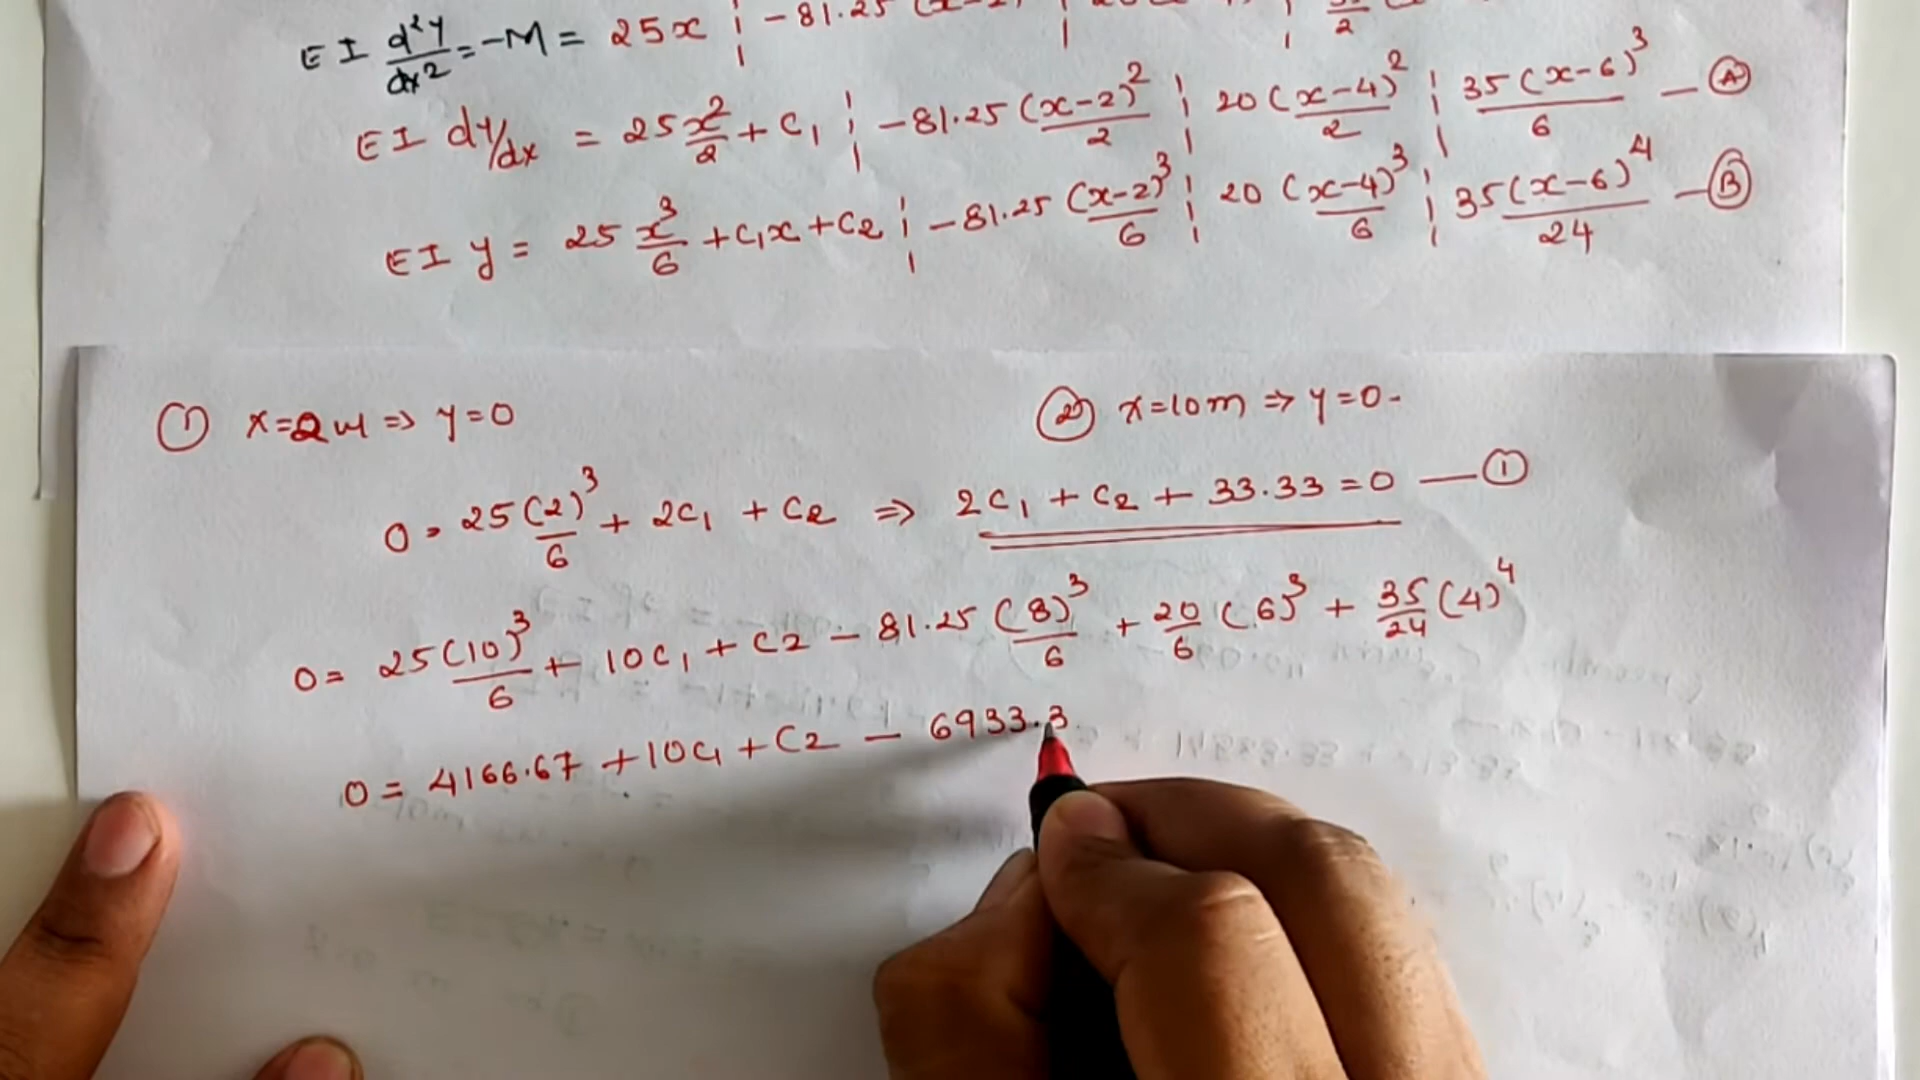 EI d²y/dx² = -M = 25x ¦ - 81.25
EI dy/dx = 25 x²/2 + C₁ ¦ - 81.25 (x-2)²/2 ¦ 20 (x-4)²/2 ¦ 35 (x-6)³/6 — Ⓐ
EI y = 25 x³/6 + C₁x + C₂ ¦ - 81.25 (x-2)³/6 ¦ 20 (x-4)³/6 ¦ 35 (x-6)⁴/24 — Ⓑ
① x=2m ⇒ y=0
② x=10m ⇒ y=0.
0 = 25(2)³/6 + 2C₁ + C₂ ⇒ 2C₁ + C₂ + 33.33 = 0 — ①
0 = 25(10)³/6 + 10C₁ + C₂ - 81.25 (8)³/6 + 20/6 (6)³ + 35/24 (4)⁴
0 = 4166.67 + 10C₁ + C₂ - 6933.3